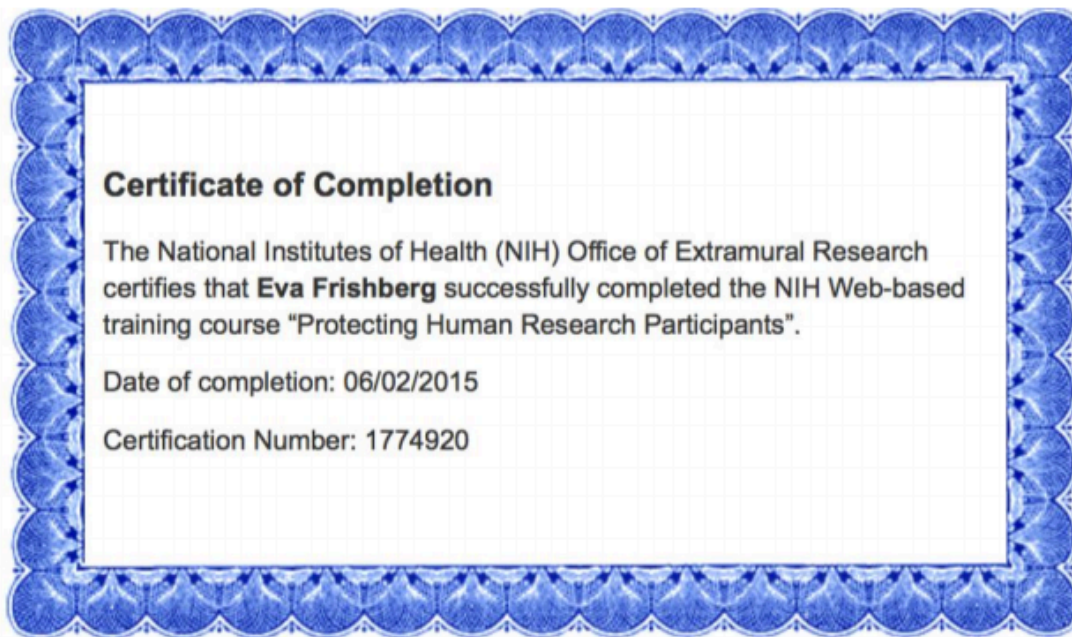 Certificate of Completion
The National Institutes of Health (NIH) Office of Extramural Research
certifies that Eva Frishberg successfully completed the NIH Web-based
training course “Protecting Human Research Participants”.
Date of completion: 06/02/2015
Certification Number: 1774920